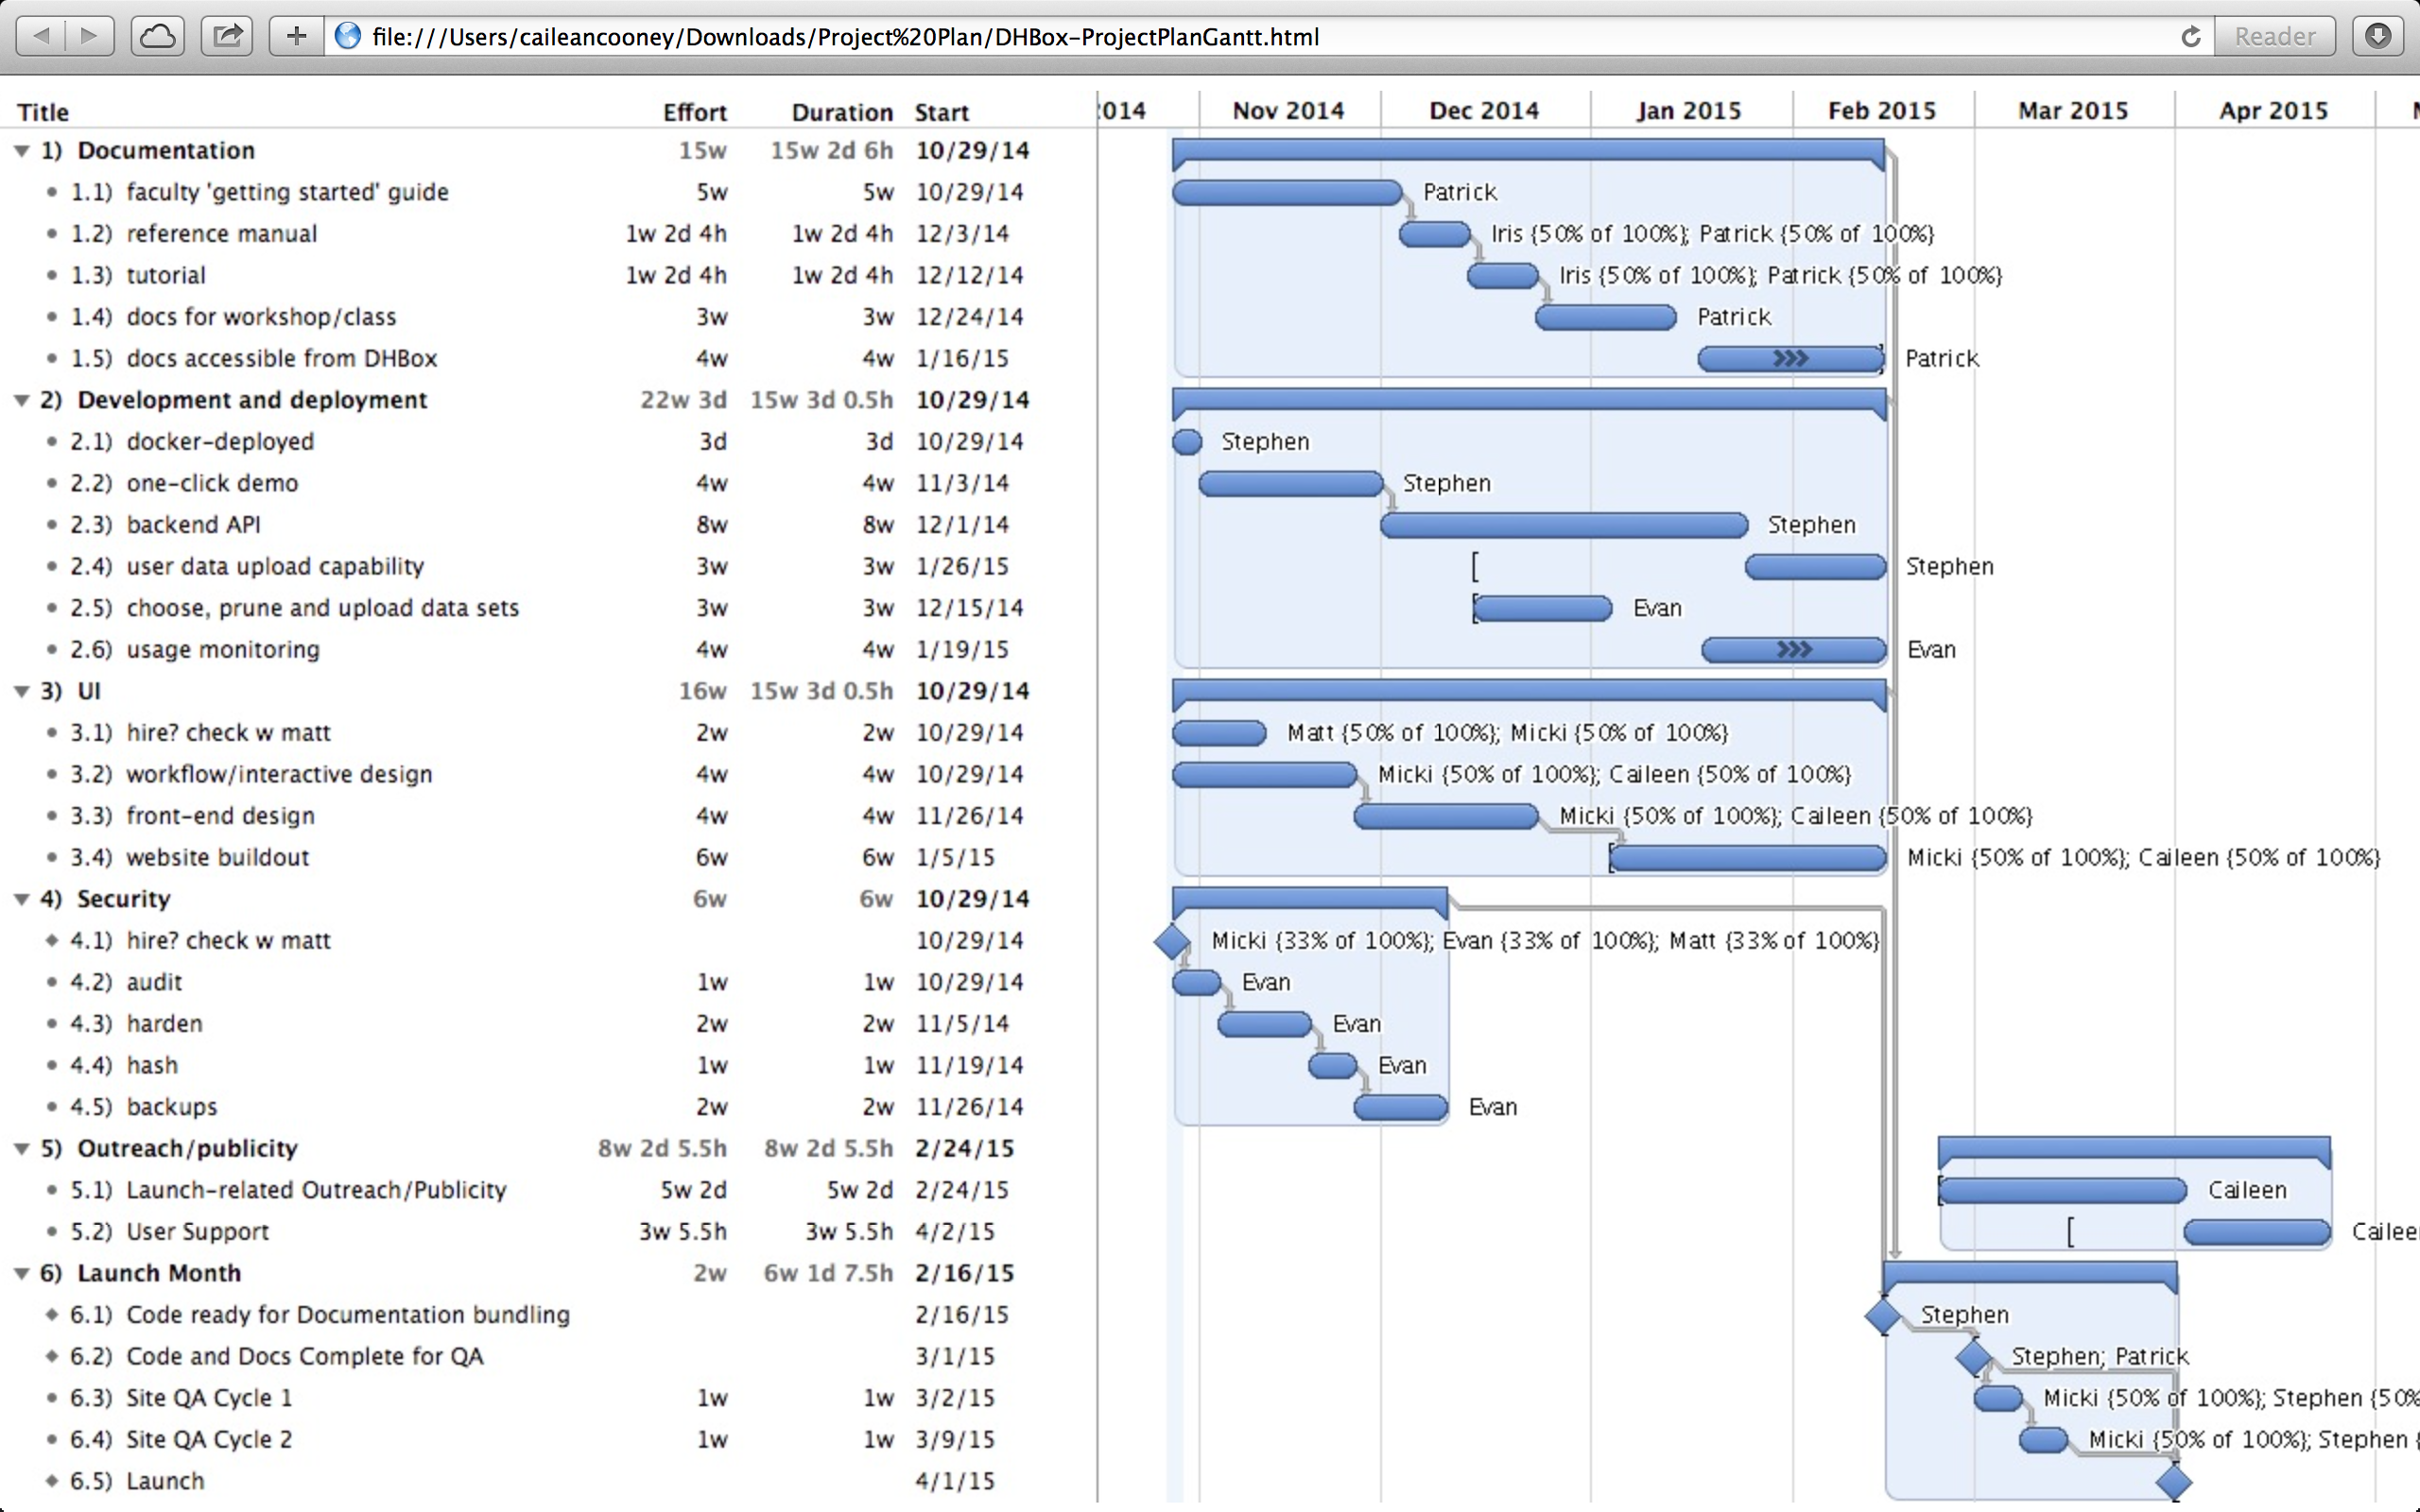 file:///Users/caileancooney/Downloads/Project%20Plan/DHBox-ProjectPlanGantt.html Reader
Title Effort Duration Start 2014 Nov 2014 Dec 2014 Jan 2015 Feb 2015 Mar 2015 Apr 2015
1) Documentation 15w 15w 2d 6h 10/29/14
1.1) faculty 'getting started' guide 5w 5w 10/29/14 Patrick
1.2) reference manual 1w 2d 4h 1w 2d 4h 12/3/14 Iris {50% of 100%}; Patrick {50% of 100%}
1.3) tutorial 1w 2d 4h 1w 2d 4h 12/12/14 Iris {50% of 100%}; Patrick {50% of 100%}
1.4) docs for workshop/class 3w 3w 12/24/14 Patrick
1.5) docs accessible from DHBox 4w 4w 1/16/15 Patrick
2) Development and deployment 22w 3d 15w 3d 0.5h 10/29/14
2.1) docker-deployed 3d 3d 10/29/14 Stephen
2.2) one-click demo 4w 4w 11/3/14 Stephen
2.3) backend API 8w 8w 12/1/14 Stephen
2.4) user data upload capability 3w 3w 1/26/15 Stephen
2.5) choose, prune and upload data sets 3w 3w 12/15/14 Evan
2.6) usage monitoring 4w 4w 1/19/15 Evan
3) UI 16w 15w 3d 0.5h 10/29/14
3.1) hire? check w matt 2w 2w 10/29/14 Matt {50% of 100%}; Micki {50% of 100%}
3.2) workflow/interactive design 4w 4w 10/29/14 Micki {50% of 100%}; Caileen {50% of 100%}
3.3) front-end design 4w 4w 11/26/14 Micki {50% of 100%}; Caileen {50% of 100%}
3.4) website buildout 6w 6w 1/5/15 Micki {50% of 100%}; Caileen {50% of 100%}
4) Security 6w 6w 10/29/14
4.1) hire? check w matt 10/29/14 Micki {33% of 100%}; Evan {33% of 100%}; Matt {33% of 100%}
4.2) audit 1w 1w 10/29/14 Evan
4.3) harden 2w 2w 11/5/14 Evan
4.4) hash 1w 1w 11/19/14 Evan
4.5) backups 2w 2w 11/26/14 Evan
5) Outreach/publicity 8w 2d 5.5h 8w 2d 5.5h 2/24/15
5.1) Launch-related Outreach/Publicity 5w 2d 5w 2d 2/24/15 Caileen
5.2) User Support 3w 5.5h 3w 5.5h 4/2/15 Cailee
6) Launch Month 2w 6w 1d 7.5h 2/16/15
6.1) Code ready for Documentation bundling 2/16/15 Stephen
6.2) Code and Docs Complete for QA 3/1/15 Stephen; Patrick
6.3) Site QA Cycle 1 1w 1w 3/2/15 Micki {50% of 100%}; Stephen {50%
6.4) Site QA Cycle 2 1w 1w 3/9/15 Micki {50% of 100%}; Stephen {
6.5) Launch 4/1/15